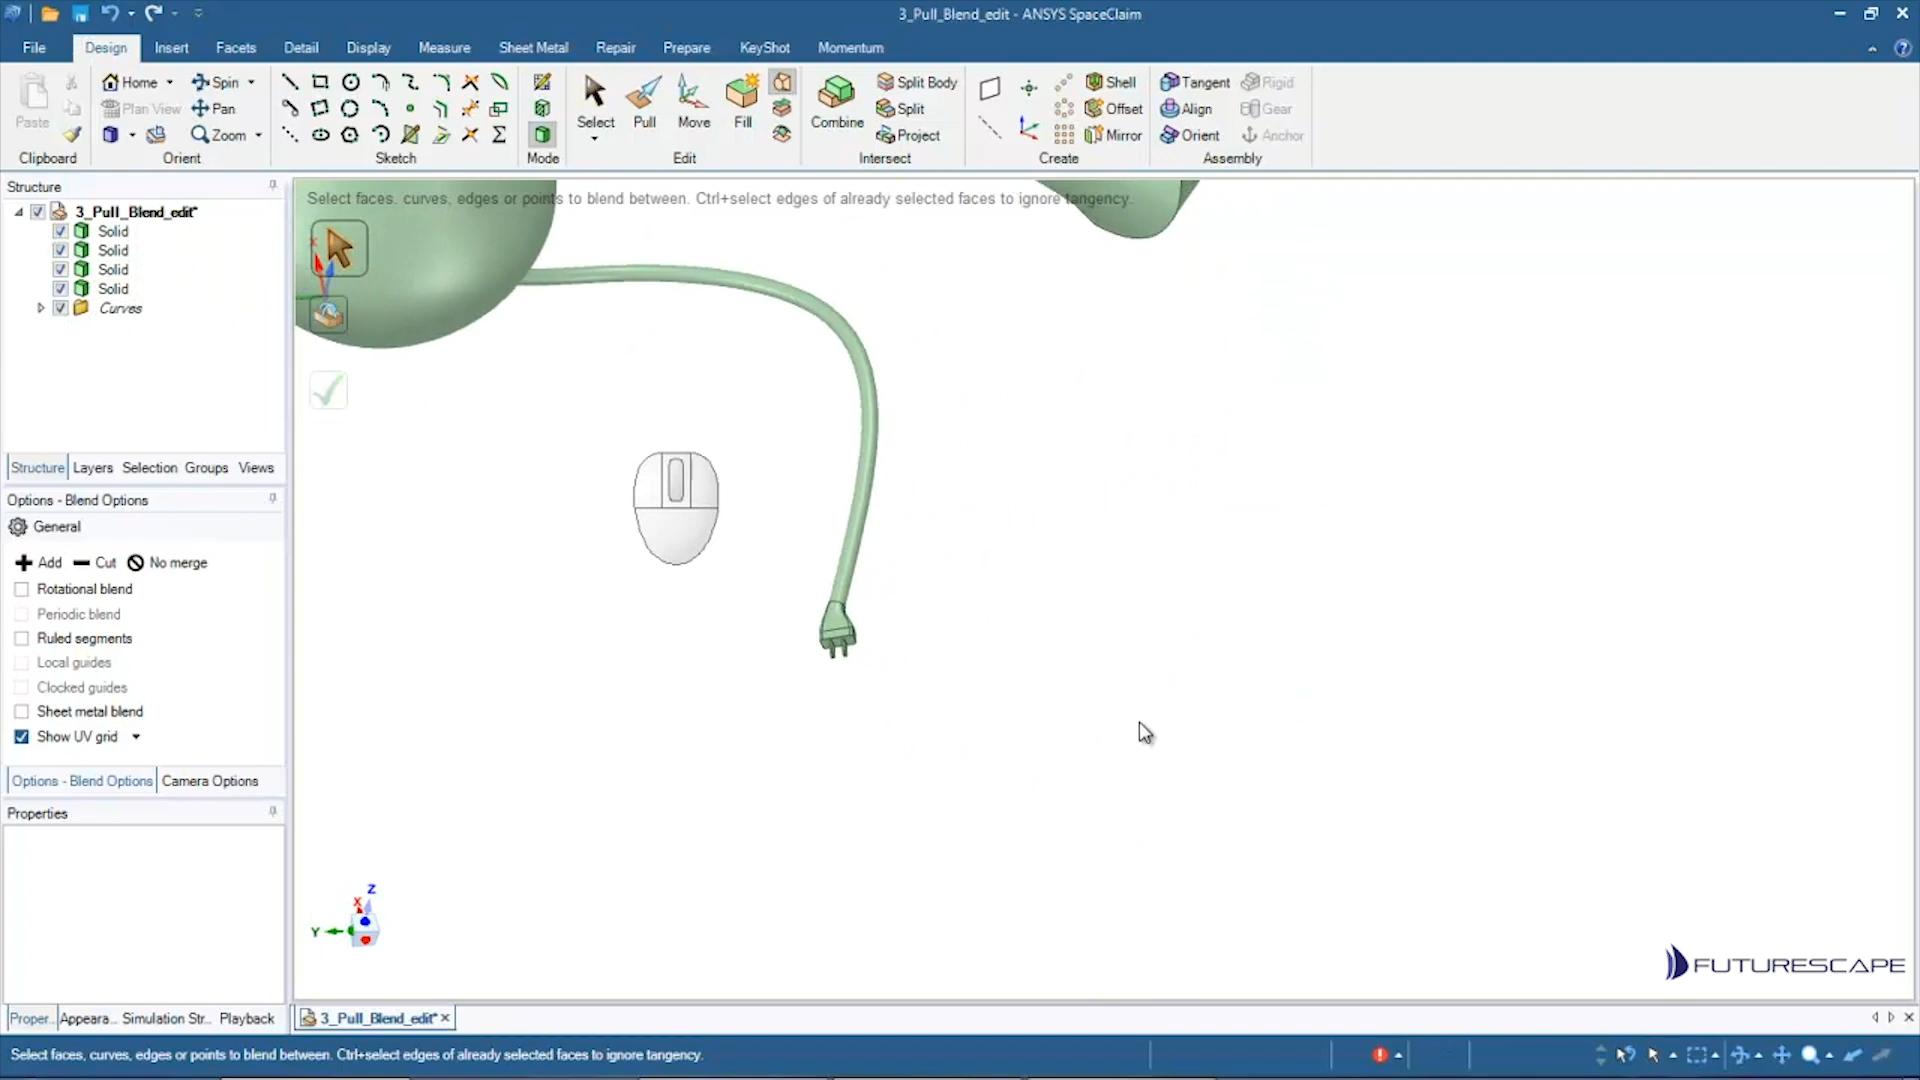 3_Pull_Blend_edit - ANSYS SpaceClaim
File Design Insert Facets Detail Display Measure Sheet Metal Repair Prepare KeyShot Momentum
Home Spin Split Body Shell Tangent Rigid
Plan View Pan Split Offset Align Gear
Paste Select Pull Move Fill Combine
Zoom Project Mirror Orient Anchor
Clipboard Orient Sketch Mode Edit Intersect Create Assembly
Structure
3_Pull_Blend_edit*
Solid
Solid
Solid
Solid
Curves
Structure Layers Selection Groups Views
Options - Blend Options
General
Add Cut No merge
Rotational blend
Periodic blend
Ruled segments
Local guides
Clocked guides
Sheet metal blend
Show UV grid
Options - Blend Options Camera Options
Properties
Proper... Appeara... Simulation Str... Playback
Select faces, curves, edges or points to blend between. Ctrl+select edges of already selected faces to ignore tangency.
X
Z
X
Y
FUTURESCAPE
3_Pull_Blend_edit*
Select faces, curves, edges or points to blend between. Ctrl+select edges of already selected faces to ignore tangency.